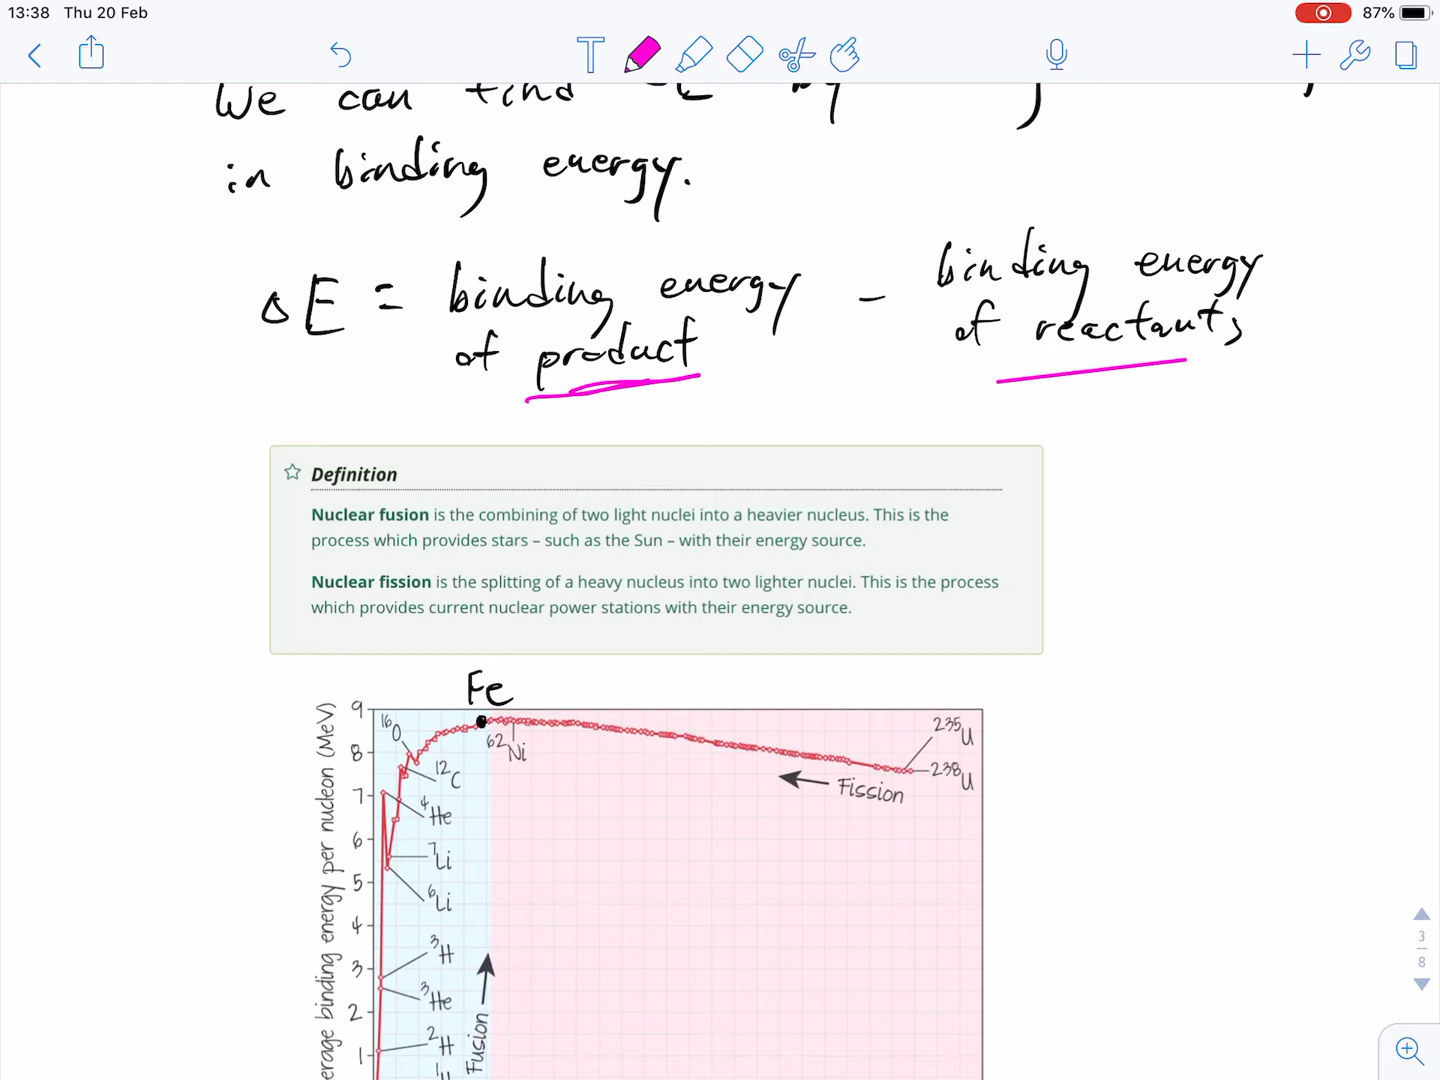 13:38 Thu 20 Feb
87%
T
We can find
in binding energy.
ΔE = binding energy of product − binding energy of reactants
Definition
Nuclear fusion is the combining of two light nuclei into a heavier nucleus. This is the
process which provides stars – such as the Sun – with their energy source.
Nuclear fission is the splitting of a heavy nucleus into two lighter nuclei. This is the process
which provides current nuclear power stations with their energy source.
Fe
erage binding energy per nucleon (MeV)
9
8
7
6
5
4
3
2
1
16O
62Ni
12C
4He
7Li
6Li
3H
3He
2H
Fusion
Fission
235U
238U
3
8